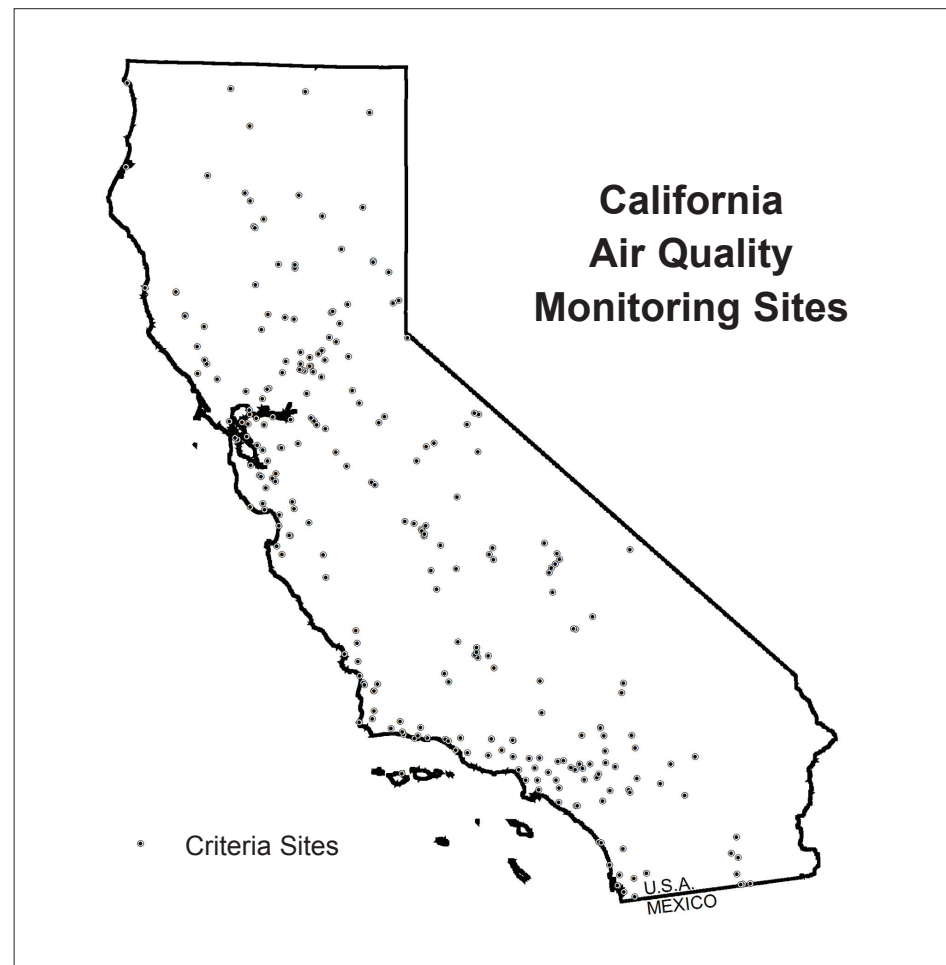 California
Air Quality
Monitoring Sites
Criteria Sites
U.S.A.
MEXICO